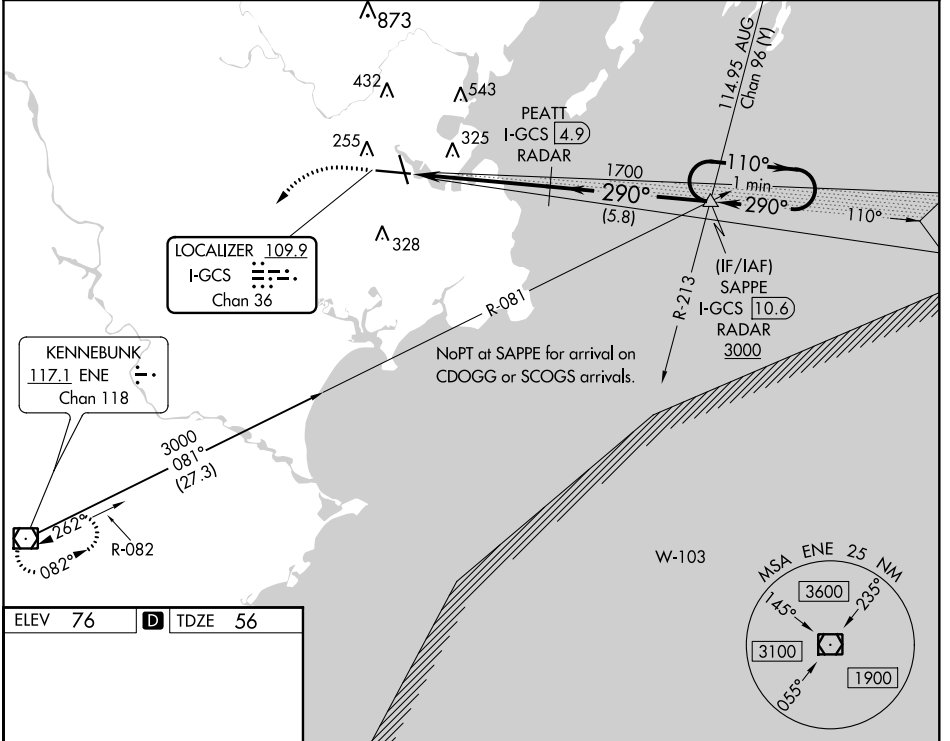 873
432
543
255
325
328
114.95 AUG
Chan 96 (Y)
PEATT
I-GCS 4.9
RADAR
1700
290°
(5.8)
110°
1 min
290°
110°
LOCALIZER 109.9
I-GCS
Chan 36
(IF/IAF)
SAPPE
I-GCS 10.6
RADAR
3000
R-213
R-081
NoPT at SAPPE for arrival on
CDOGG or SCOGS arrivals.
KENNEBUNK
117.1 ENE
Chan 118
3000
081°
(27.3)
262°
R-082
082°
W-103
MSA ENE 25 NM
3600
145°
235°
3100
1900
055°
ELEV 76 D TDZE 56